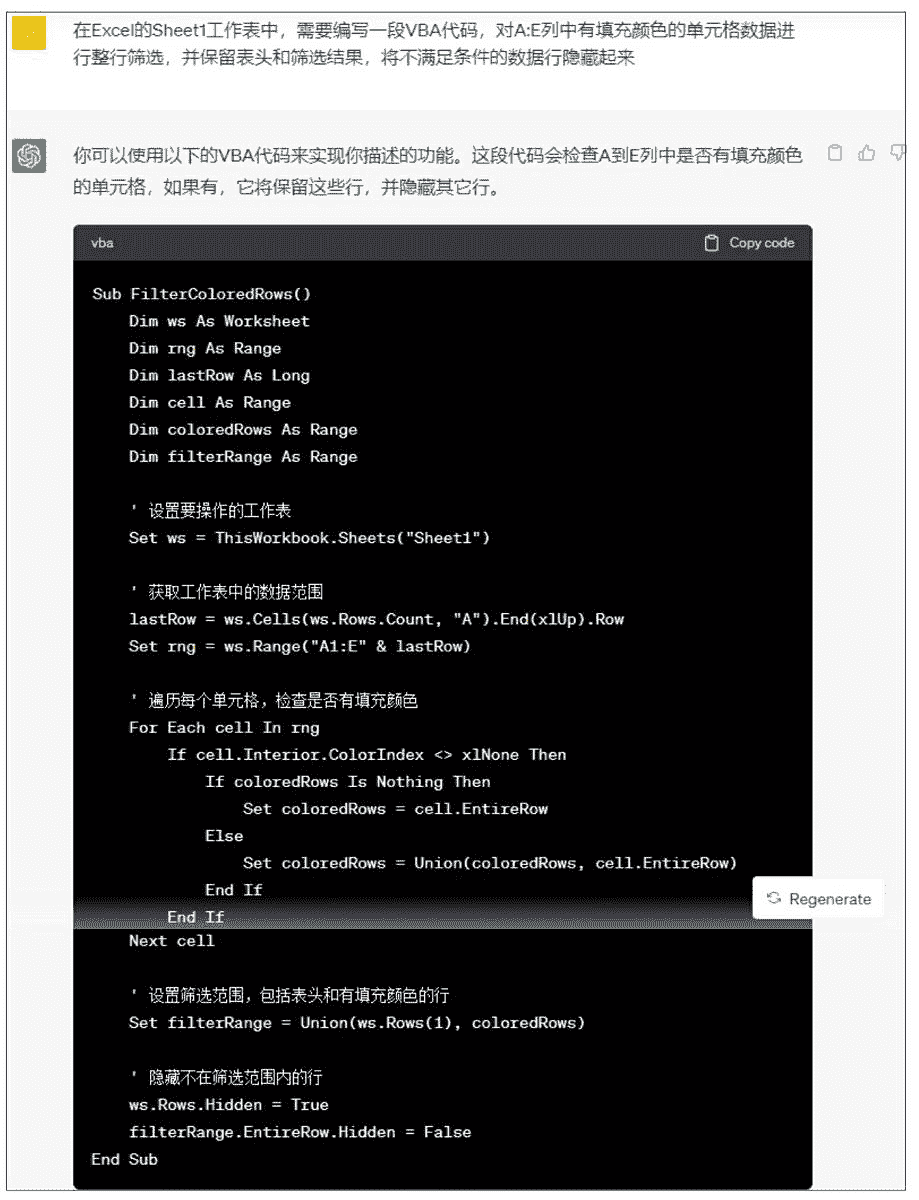 在Excel的Sheet1工作表中，需要编写一段VBA代码，对A:E列中有填充颜色的单元格数据进
行整行筛选，并保留表头和筛选结果，将不满足条件的数据行隐藏起来
你可以使用以下的VBA代码来实现你描述的功能。这段代码会检查A到E列中是否有填充颜色
的单元格，如果有，它将保留这些行，并隐藏其它行。
vba
Copy code
Sub FilterColoredRows()
    Dim ws As Worksheet
    Dim rng As Range
    Dim lastRow As Long
    Dim cell As Range
    Dim coloredRows As Range
    Dim filterRange As Range
    ' 设置要操作的工作表
    Set ws = ThisWorkbook.Sheets("Sheet1")
    ' 获取工作表中的数据范围
    lastRow = ws.Cells(ws.Rows.Count, "A").End(xlUp).Row
    Set rng = ws.Range("A1:E" & lastRow)
    ' 遍历每个单元格，检查是否有填充颜色
    For Each cell In rng
        If cell.Interior.ColorIndex <> xlNone Then
            If coloredRows Is Nothing Then
                Set coloredRows = cell.EntireRow
            Else
                Set coloredRows = Union(coloredRows, cell.EntireRow)
            End If
Regenerate
        End If
    Next cell
    ' 设置筛选范围，包括表头和有填充颜色的行
    Set filterRange = Union(ws.Rows(1), coloredRows)
    ' 隐藏不在筛选范围内的行
    ws.Rows.Hidden = True
    filterRange.EntireRow.Hidden = False
End Sub